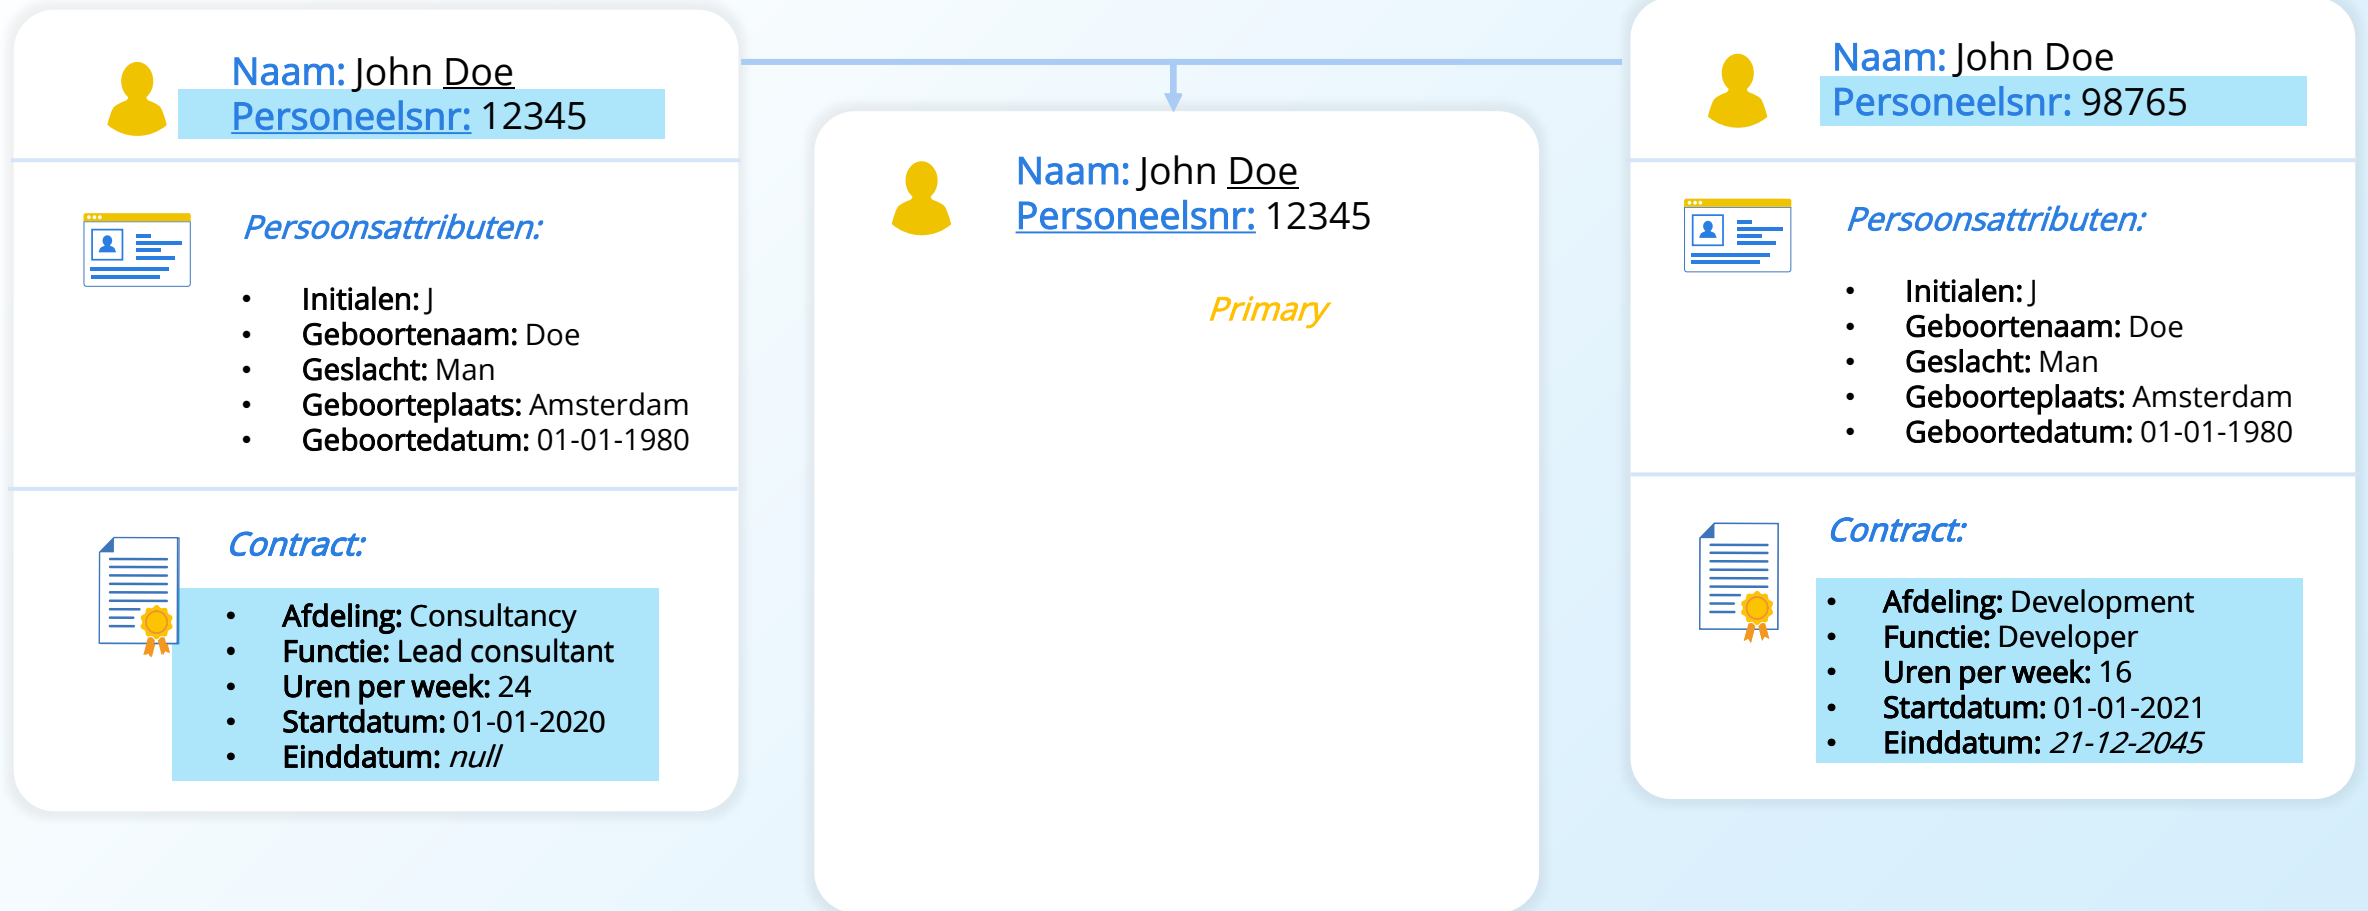 Naam: John Doe
Personeelsnr: 12345
Persoonsattributen:
• Initialen: J
• Geboortenaam: Doe
• Geslacht: Man
• Geboorteplaats: Amsterdam
• Geboortedatum: 01-01-1980
Contract:
• Afdeling: Consultancy
• Functie: Lead consultant
• Uren per week: 24
• Startdatum: 01-01-2020
• Einddatum: null
Naam: John Doe
Personeelsnr: 12345
Primary
Naam: John Doe
Personeelsnr: 98765
Persoonsattributen:
• Initialen: J
• Geboortenaam: Doe
• Geslacht: Man
• Geboorteplaats: Amsterdam
• Geboortedatum: 01-01-1980
Contract:
• Afdeling: Development
• Functie: Developer
• Uren per week: 16
• Startdatum: 01-01-2021
• Einddatum: 21-12-2045